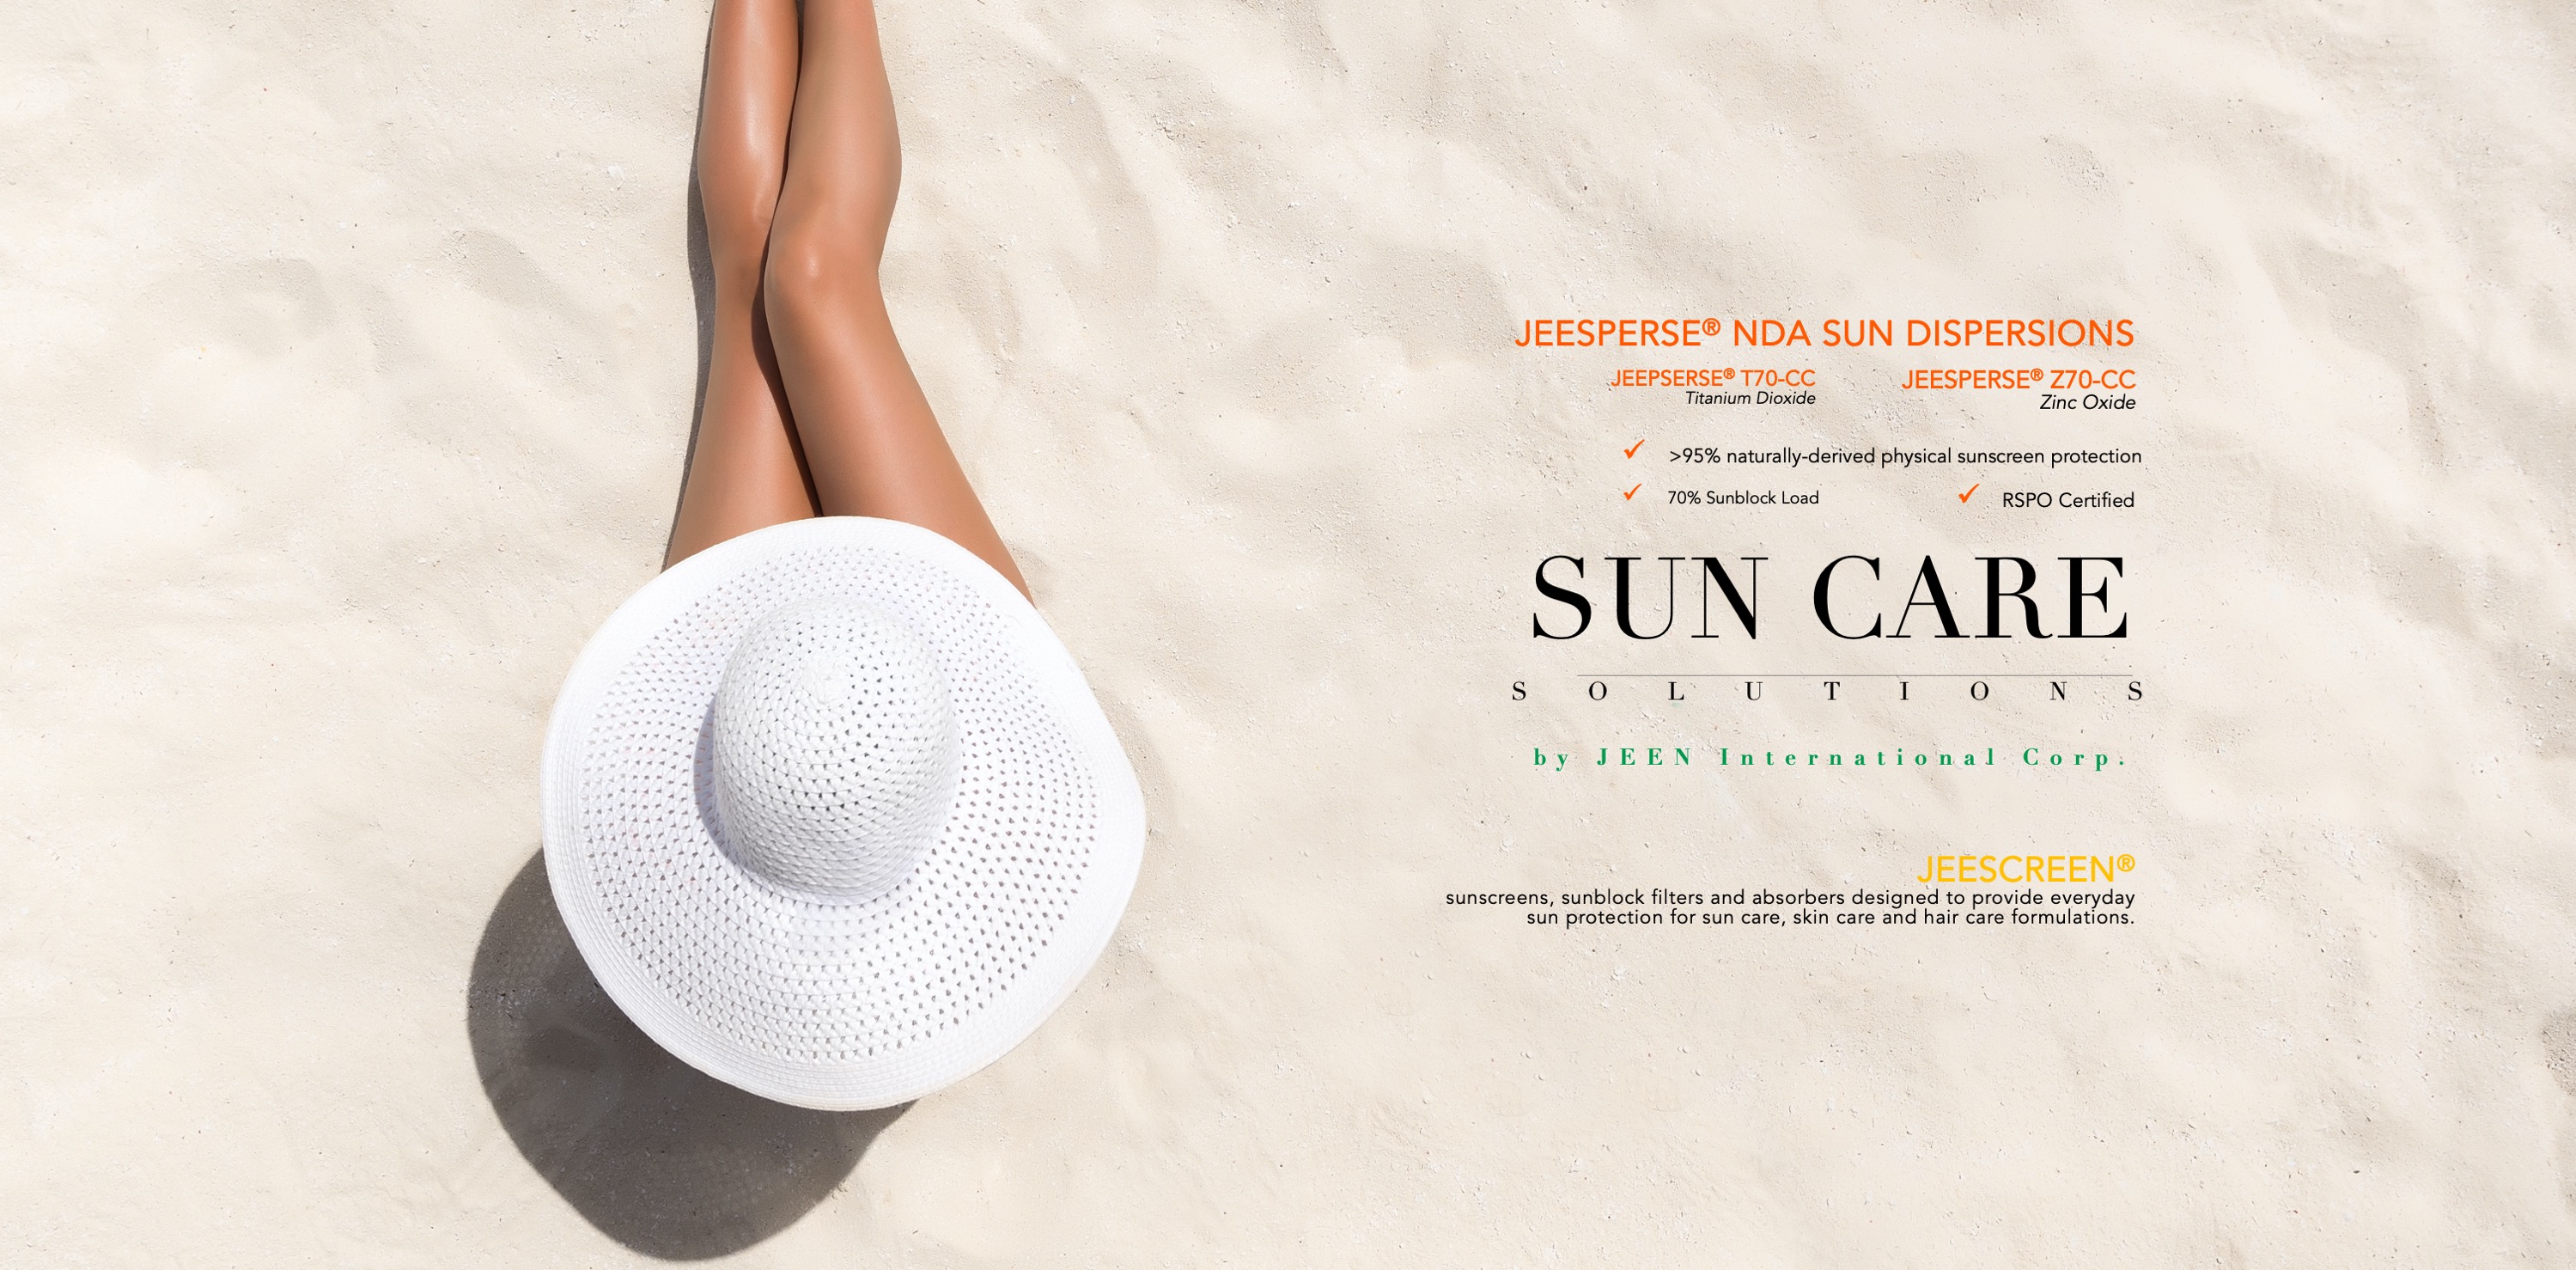 JEESPERSE® NDA SUN DISPERSIONS
JEEPSERSE® T70-CC
Titanium Dioxide
JEESPERSE® Z70-CC
Zinc Oxide
>95% naturally-derived physical sunscreen protection
70% Sunblock Load
RSPO Certified
SUN CARE
SOLUTIONS
by JEEN International Corp.
JEESCREEN®
sunscreens, sunblock filters and absorbers designed to provide everyday
sun protection for sun care, skin care and hair care formulations.